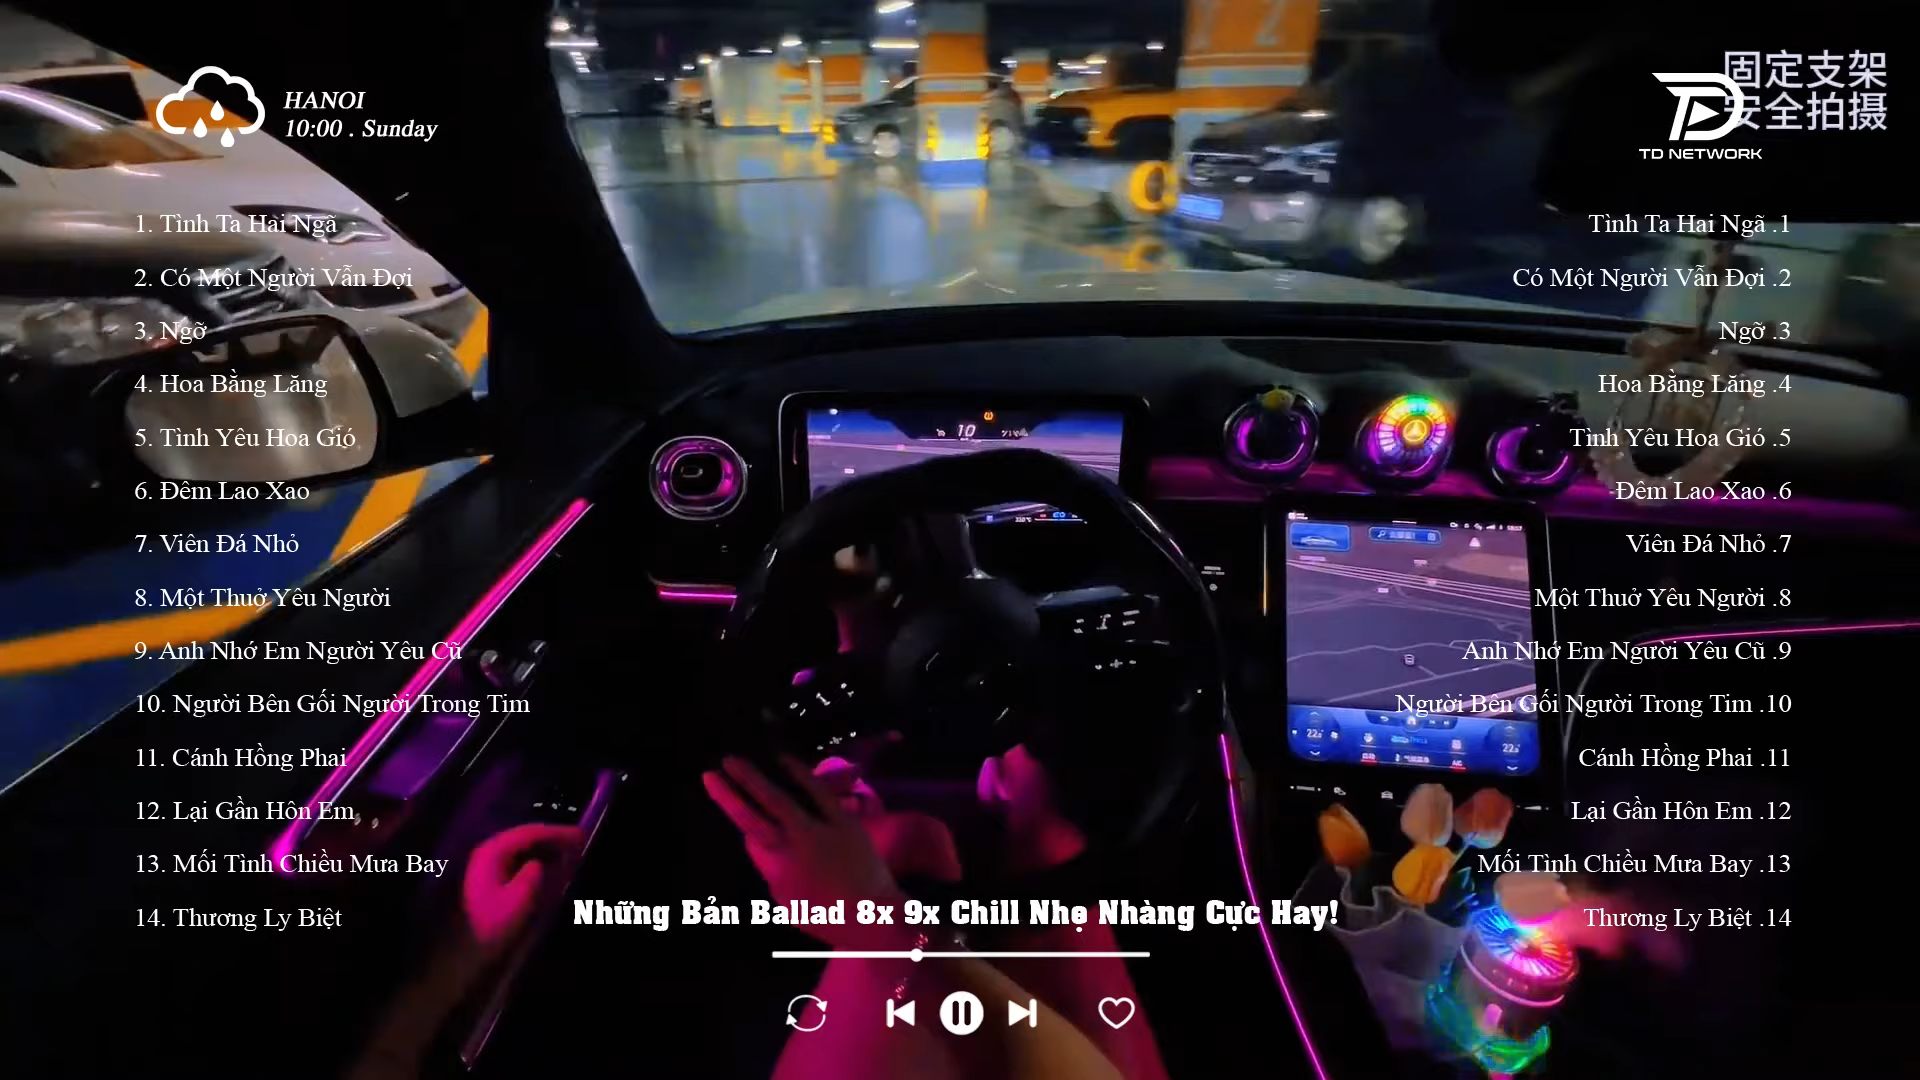 HANOI
10:00 . Sunday
固定支架
安全拍摄
TD NETWORK
1. Tình Ta Hai Ngã
2. Có Một Người Vẫn Đợi
3. Ngỡ
4. Hoa Bằng Lăng
5. Tình Yêu Hoa Gió
6. Đêm Lao Xao
7. Viên Đá Nhỏ
8. Một Thuở Yêu Người
9. Anh Nhớ Em Người Yêu Cũ
10. Người Bên Gối Người Trong Tim
11. Cánh Hồng Phai
12. Lại Gần Hôn Em
13. Mối Tình Chiều Mưa Bay
14. Thương Ly Biệt
Tình Ta Hai Ngã .1
Có Một Người Vẫn Đợi .2
Ngỡ .3
Hoa Bằng Lăng .4
Tình Yêu Hoa Gió .5
Đêm Lao Xao .6
Viên Đá Nhỏ .7
Một Thuở Yêu Người .8
Anh Nhớ Em Người Yêu Cũ .9
Người Bên Gối Người Trong Tim .10
Cánh Hồng Phai .11
Lại Gần Hôn Em .12
Mối Tình Chiều Mưa Bay .13
Thương Ly Biệt .14
10
22
22
Những Bản Ballad 8x 9x Chill Nhẹ Nhàng Cực Hay!